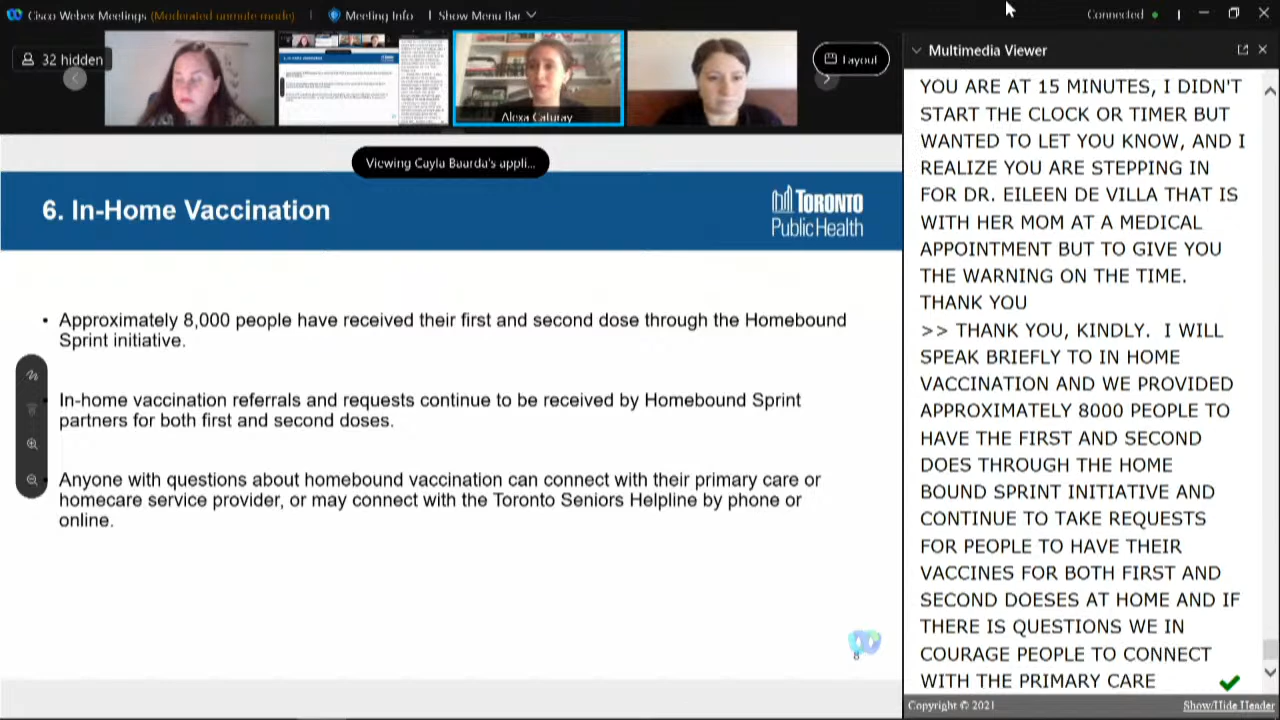 Cisco Webex Meetings (Moderated unmute mode) | Meeting Info | Show Menu Bar
Connected
32 hidden
Layout
Viewing Cayla Baarda's appli...
6. In-Home Vaccination
TORONTO
Public Health
• Approximately 8,000 people have received their first and second dose through the Homebound
Sprint initiative.
In-home vaccination referrals and requests continue to be received by Homebound Sprint
partners for both first and second doses.
Anyone with questions about homebound vaccination can connect with their primary care or
homecare service provider, or may connect with the Toronto Seniors Helpline by phone or
online.
8
Multimedia Viewer
YOU ARE AT 15 MINUTES, I DIDN'T
SEE THE CLOCK OR TIMER BUT
WANTED TO LET YOU KNOW, AND I
REALIZE YOU ARE STEPPING IN
FOR DR. EILEEN DE VILLA THAT IS
WITH HER MOM AT A MEDICAL
APPOINTMENT BUT TO GIVE YOU
THE WARNING ON THE TIME.
THANK YOU
>> THANK YOU, KINDLY. I WILL
SPEAK BRIEFLY TO IN HOME
VACCINATION AND WE PROVIDED
APPROXIMATELY 8000 PEOPLE TO
HAVE THE FIRST AND SECOND
DOES THROUGH THE HOME
BOUND SPRINT INITIATIVE AND
CONTINUE TO TAKE REQUESTS
FOR PEOPLE TO HAVE THEIR
VACCINES FOR BOTH FIRST AND
SECOND DOESES AT HOME AND IF
THERE IS QUESTIONS WE IN
COURAGE PEOPLE TO CONNECT
WITH THE PRIMARY CARE
Copyright © 2021
Show/Hide Header